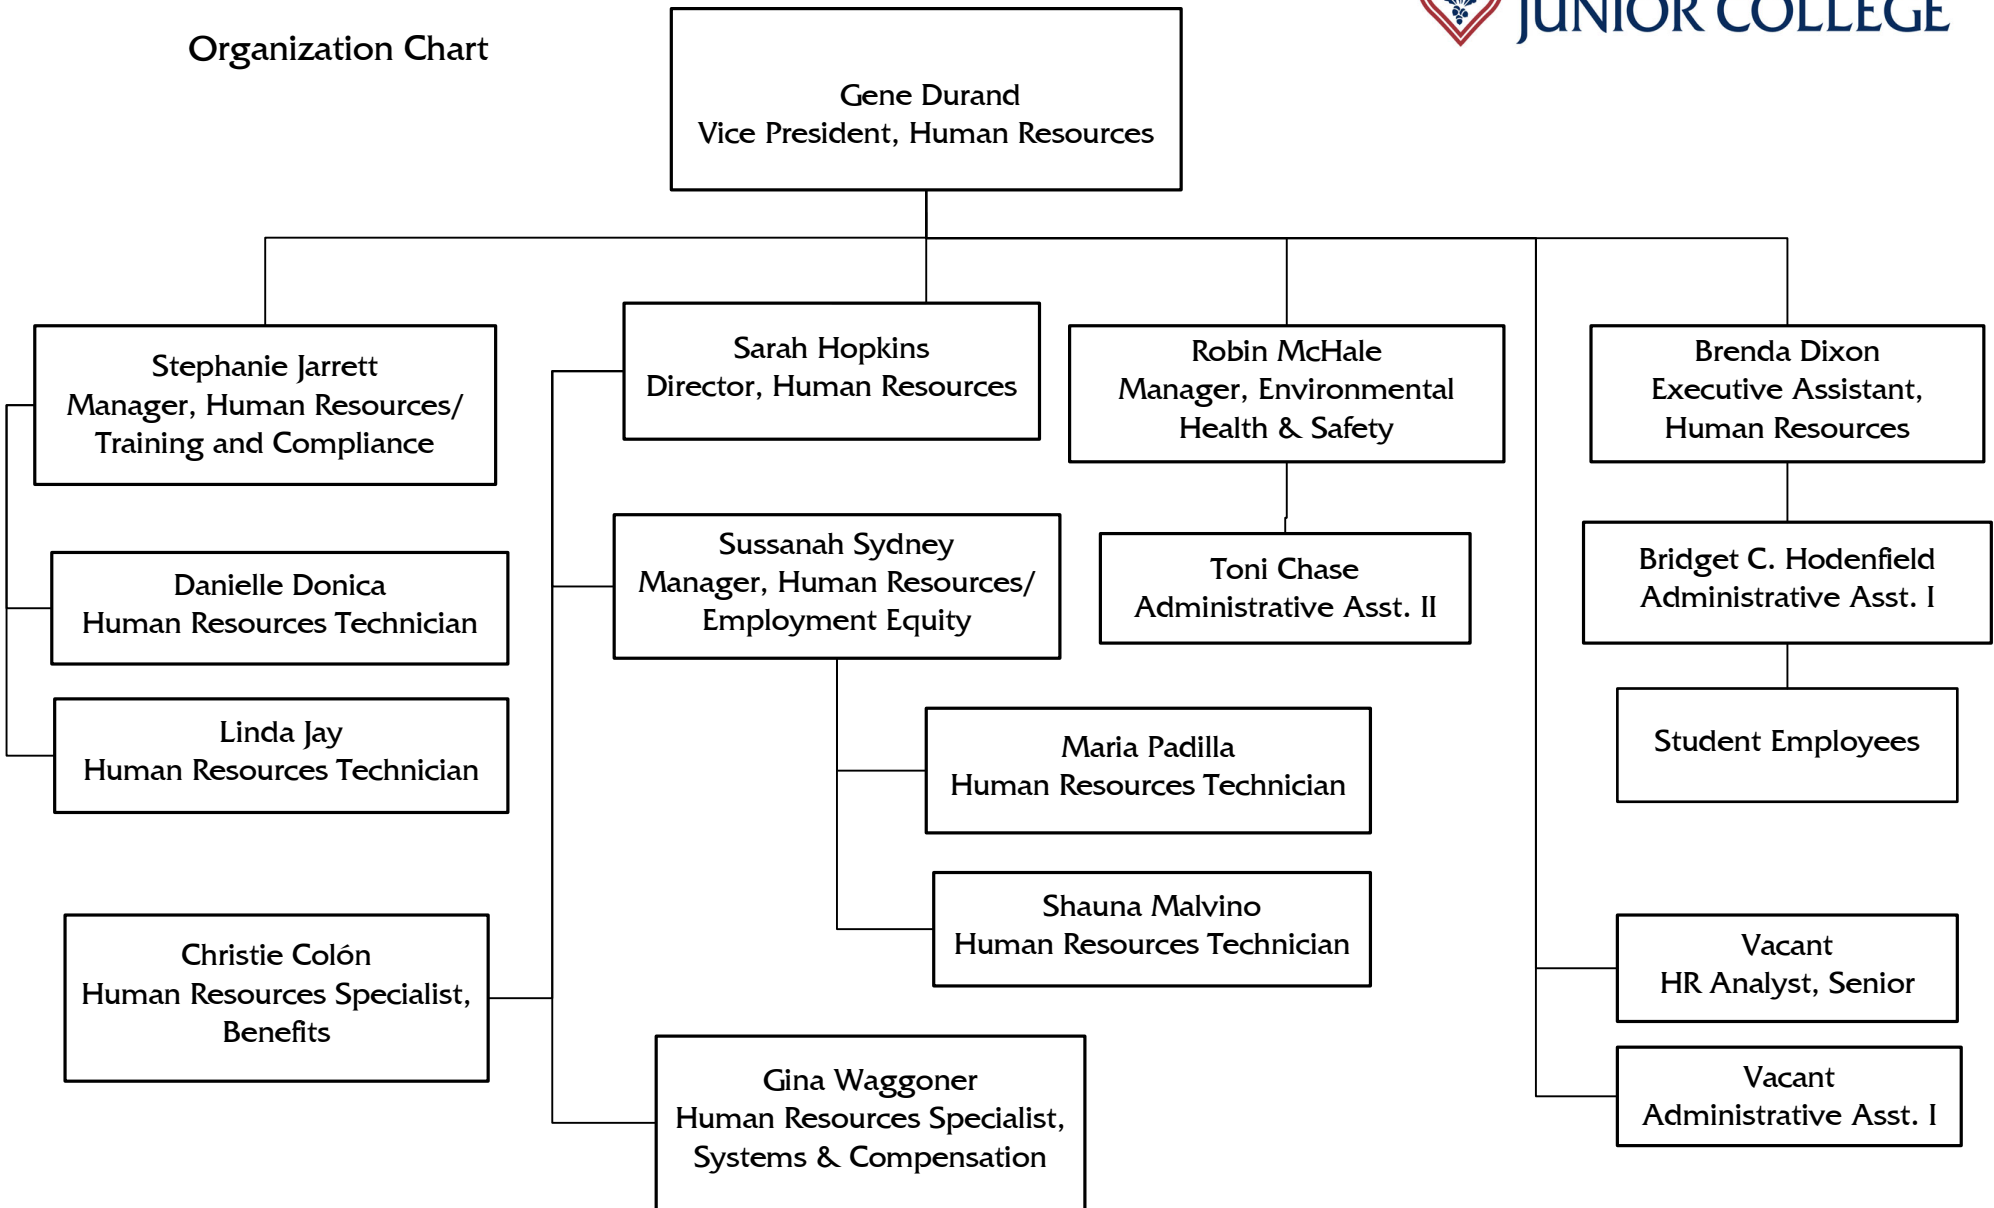 JUNIOR COLLEGE
Organization Chart
Gene Durand
Vice President, Human Resources
Stephanie Jarrett
Manager, Human Resources/
Training and Compliance
Sarah Hopkins
Director, Human Resources
Robin McHale
Manager, Environmental
Health & Safety
Brenda Dixon
Executive Assistant,
Human Resources
Danielle Donica
Human Resources Technician
Sussanah Sydney
Manager, Human Resources/
Employment Equity
Toni Chase
Administrative Asst. II
Bridget C. Hodenfield
Administrative Asst. I
Linda Jay
Human Resources Technician
Maria Padilla
Human Resources Technician
Student Employees
Shauna Malvino
Human Resources Technician
Christie Colón
Human Resources Specialist,
Benefits
Vacant
HR Analyst, Senior
Gina Waggoner
Human Resources Specialist,
Systems & Compensation
Vacant
Administrative Asst. I